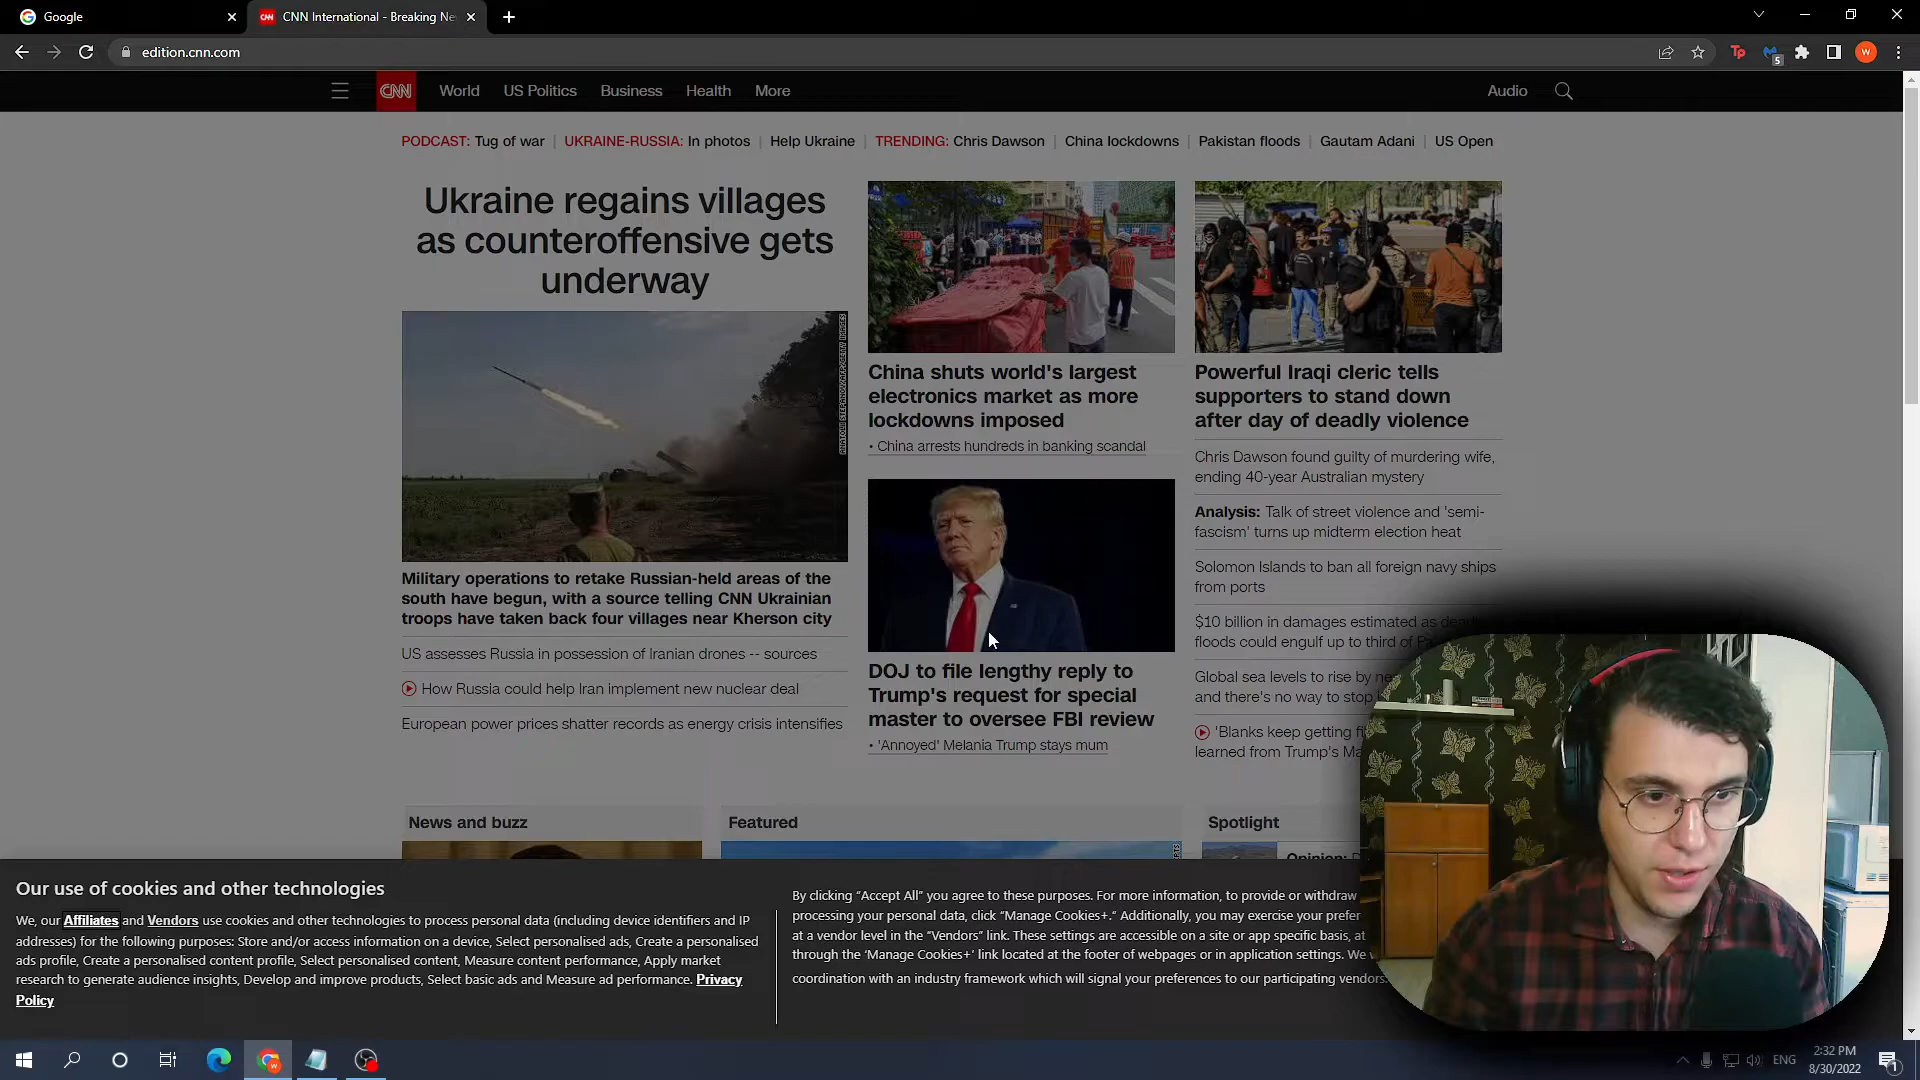 Google
CNN International - Breaking Ne
edition.cnn.com
Tp
5
W
CNN
World
US Politics
Business
Health
More
Audio
PODCAST: Tug of war | UKRAINE-RUSSIA: In photos | Help Ukraine | TRENDING: Chris Dawson | China lockdowns | Pakistan floods | Gautam Adani | US Open
Ukraine regains villages
as counteroffensive gets
underway
Military operations to retake Russian-held areas of the
south have begun, with a source telling CNN Ukrainian
troops have taken back four villages near Kherson city
US assesses Russia in possession of Iranian drones -- sources
How Russia could help Iran implement new nuclear deal
European power prices shatter records as energy crisis intensifies
China shuts world's largest
electronics market as more
lockdowns imposed
• China arrests hundreds in banking scandal
DOJ to file lengthy reply to
Trump's request for special
master to oversee FBI review
• 'Annoyed' Melania Trump stays mum
Powerful Iraqi cleric tells
supporters to stand down
after day of deadly violence
Chris Dawson found guilty of murdering wife,
ending 40-year Australian mystery
Analysis: Talk of street violence and 'semi-
fascism' turns up midterm election heat
Solomon Islands to ban all foreign navy ships
from ports
$10 billion in damages estimated as deadly
floods could engulf up to third of
Global sea levels to rise by
and there's no way to stop
'Blanks keep getting
learned from Trump's
News and buzz
Featured
Spotlight
Opinion:
Our use of cookies and other technologies
We, our Affiliates and Vendors use cookies and other technologies to process personal data (including device identifiers and IP
addresses) for the following purposes: Store and/or access information on a device, Select personalised ads, Create a personalised
ads profile, Create a personalised content profile, Select personalised content, Measure content performance, Apply market
research to generate audience insights, Develop and improve products, Select basic ads and Measure ad performance. Privacy
Policy
By clicking “Accept All” you agree to these purposes. For more information, to provide or withdraw
processing your personal data, click “Manage Cookies+.” Additionally, you may exercise your prefer
at a vendor level in the “Vendors” link. These settings are accessible on a site or app specific basis, at
through the ‘Manage Cookies+’ link located at the footer of webpages or in application settings. We
coordination with an industry framework which will signal your preferences to our participating vendors.
ENG
2:32 PM
8/30/2022
1